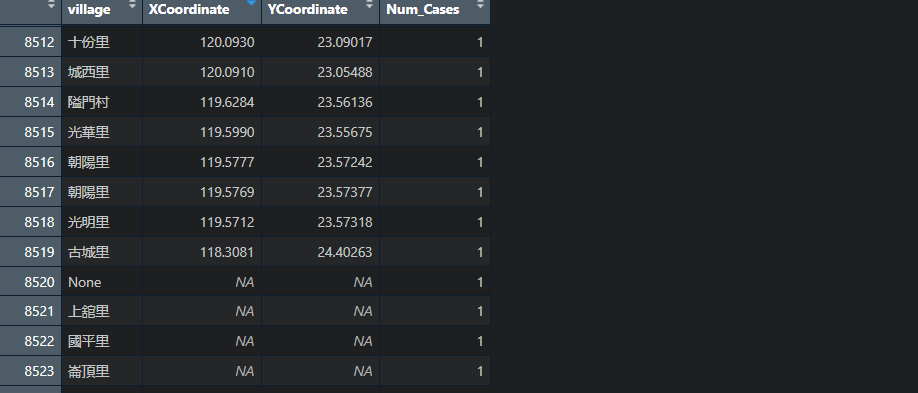 village XCoordinate YCoordinate Num_Cases
8512 十份里 120.0930 23.09017 1
8513 城西里 120.0910 23.05488 1
8514 隘門村 119.6284 23.56136 1
8515 光華里 119.5990 23.55675 1
8516 朝陽里 119.5777 23.57242 1
8517 朝陽里 119.5769 23.57377 1
8518 光明里 119.5712 23.57318 1
8519 古城里 118.3081 24.40263 1
8520 None NA NA 1
8521 上舘里 NA NA 1
8522 國平里 NA NA 1
8523 崙頂里 NA NA 1